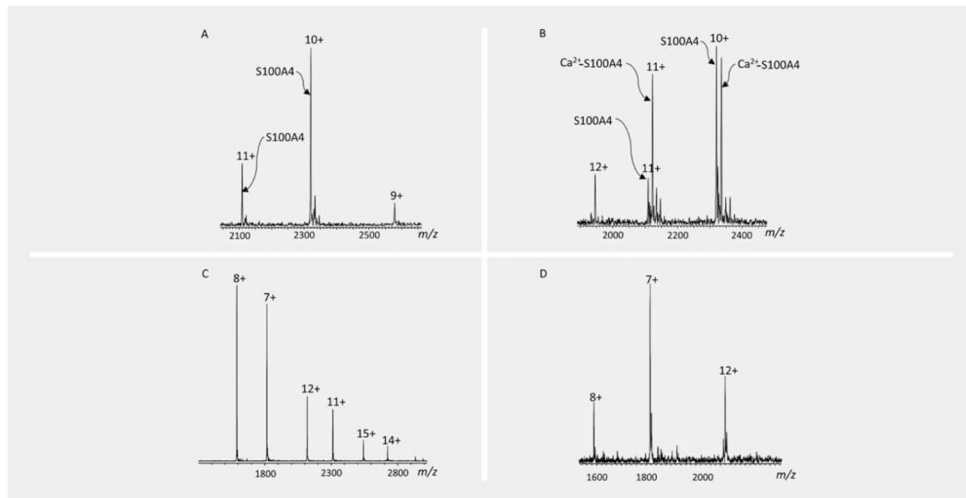 A
10+
S100A4
S100A4
11+
9+
2100
2300
2500
m/z
B
10+
S100A4
Ca²⁺-S100A4
11+
Ca²⁺-S100A4
S100A4
11+
12+
2000
2200
2400
m/z
C
8+
7+
12+
11+
15+
14+
1800
2300
2800
m/z
D
7+
12+
8+
1600
1800
2000
m/z